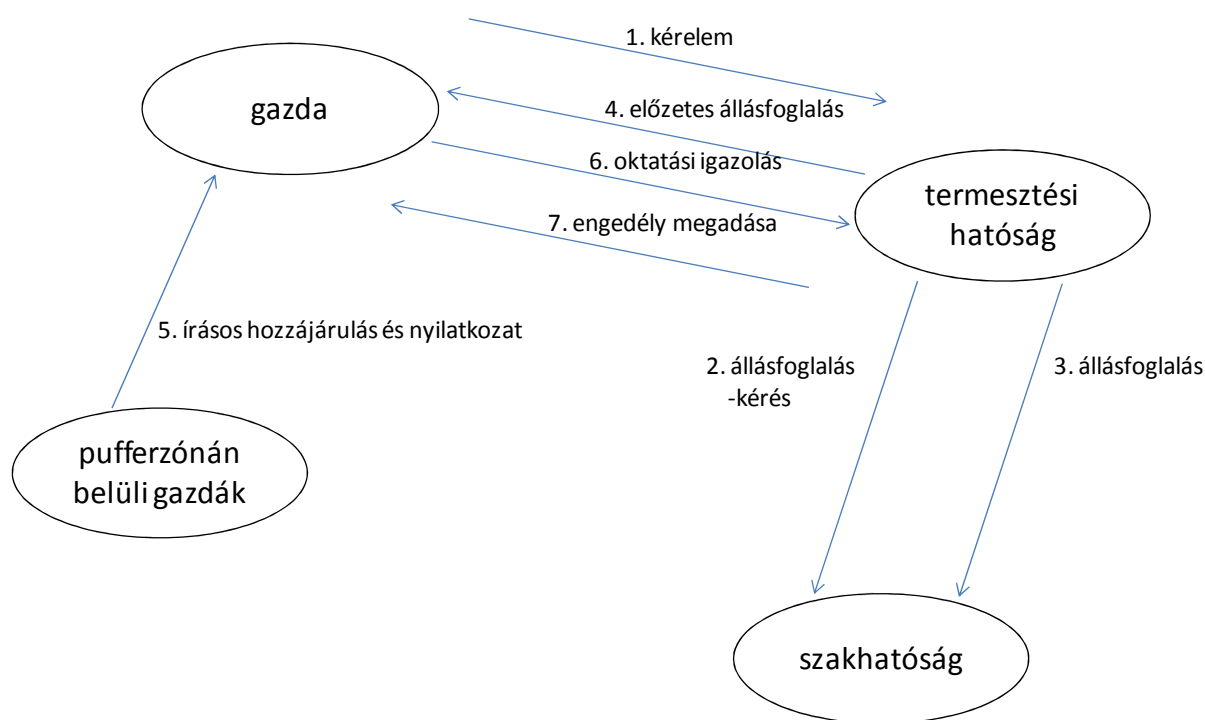 1. kérelem
gazda
4. előzetes állásfoglalás
6. oktatási igazolás
termesztési
hatóság
7. engedély megadása
5. írásos hozzájárulás és nyilatkozat
2. állásfoglalás
-kérés
3. állásfoglalás
pufferzónán
belüli gazdák
szakhatóság